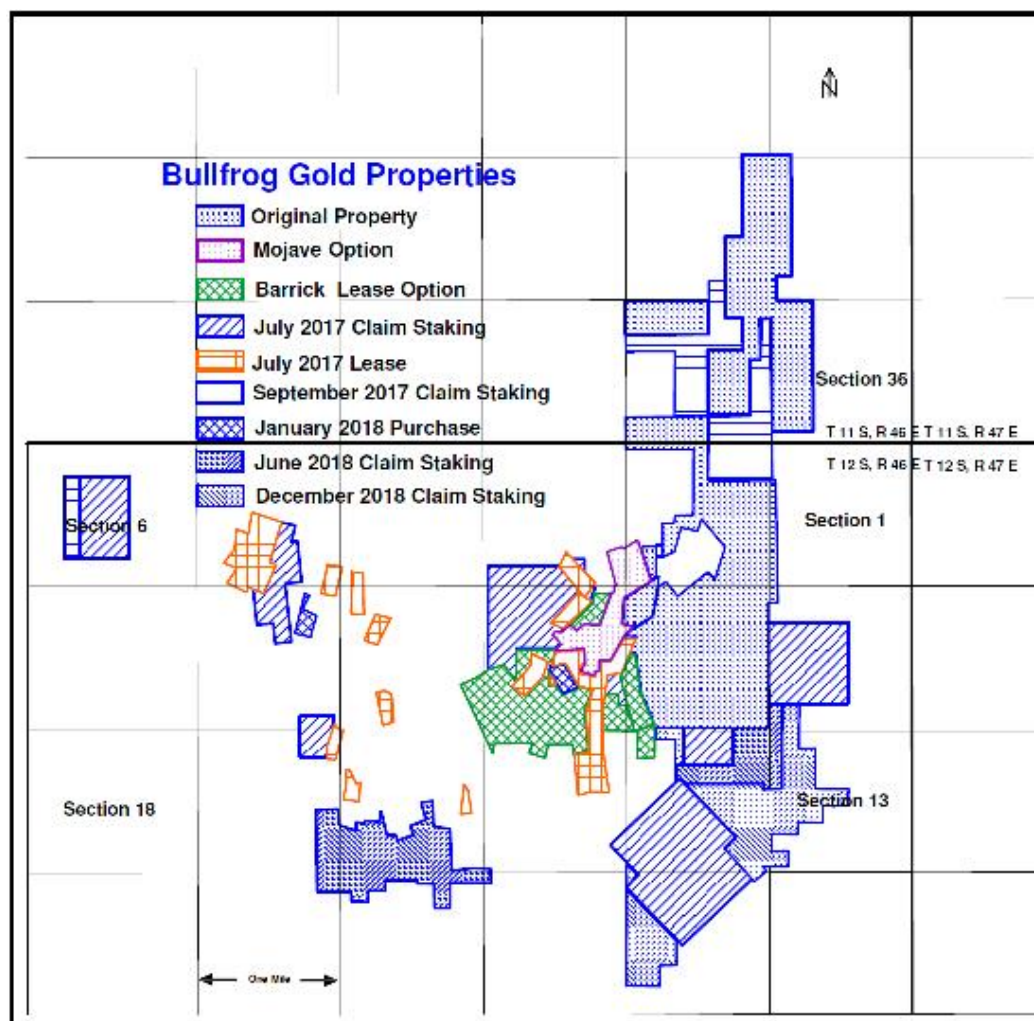 N
Bullfrog Gold Properties
Original Property
Mojave Option
Barrick Lease Option
July 2017 Claim Staking
July 2017 Lease
September 2017 Claim Staking
January 2018 Purchase
June 2018 Claim Staking
December 2018 Claim Staking
Section 36
T 11 S, R 46 E T 11 S, R 47 E
T 12 S, R 46 E T 12 S, R 47 E
Section 6
Section 1
Section 18
Section 13
One Mile